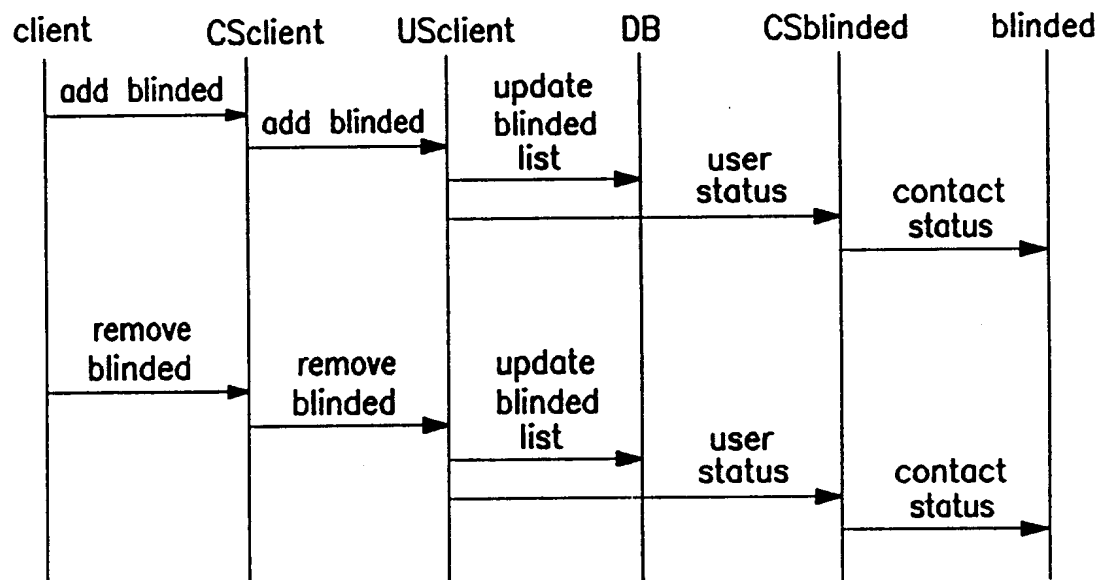 client CSclient USclient DB CSblinded blinded
add blinded
add blinded
update
blinded
list
user
status
contact
status
remove
blinded
remove
blinded
update
blinded
list
user
status
contact
status